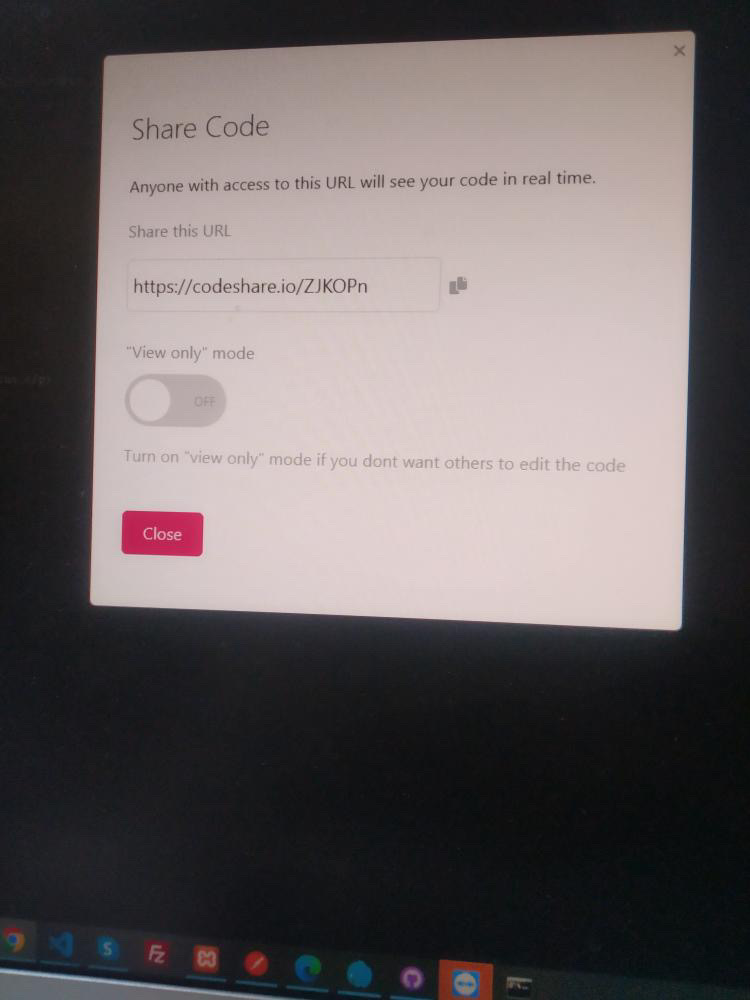 Share Code
Anyone with access to this URL will see your code in real time.
Share this URL
https://codeshare.io/ZJKOPn
"View only" mode
OFF
Turn on "view only" mode if you dont want others to edit the code
Close